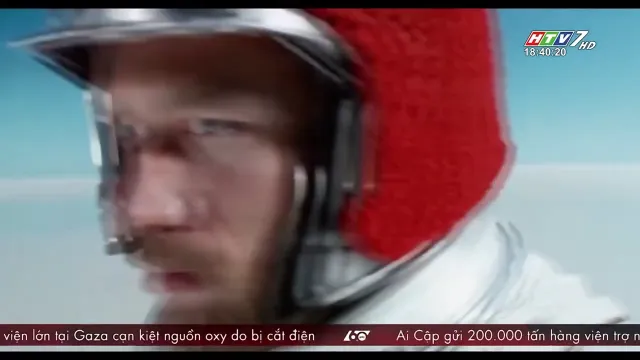 HTV7 HD
18:40:20
viện lớn tại Gaza cạn kiệt nguồn oxy do bị cắt điện 60 Ai Cập gửi 200.000 tấn hàng viện trợ n